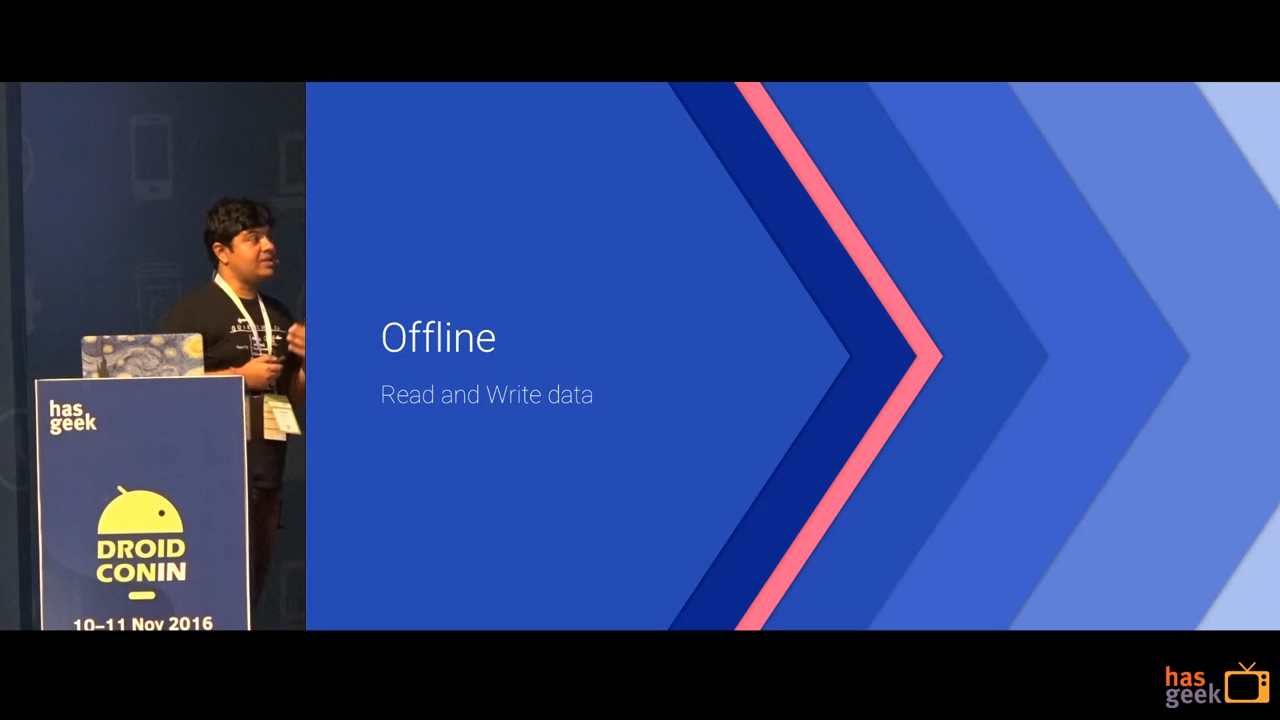 Offline
Read and Write data
has
geek
DROID
CONIN
10–11 Nov 2016
has
geek